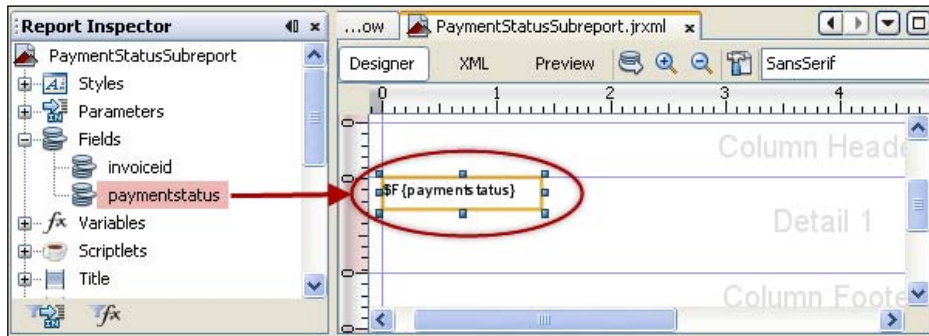 Report Inspector
PaymentStatusSubreport
Styles
Parameters
Fields
invoiceid
paymentstatus
Variables
Scriptlets
Title
...ow PaymentStatusSubreport.jrxml
Designer XML Preview SansSerif
0 1 2 3 4
Column Heade
$F{paymentstatus}
Detail 1
Column Foote